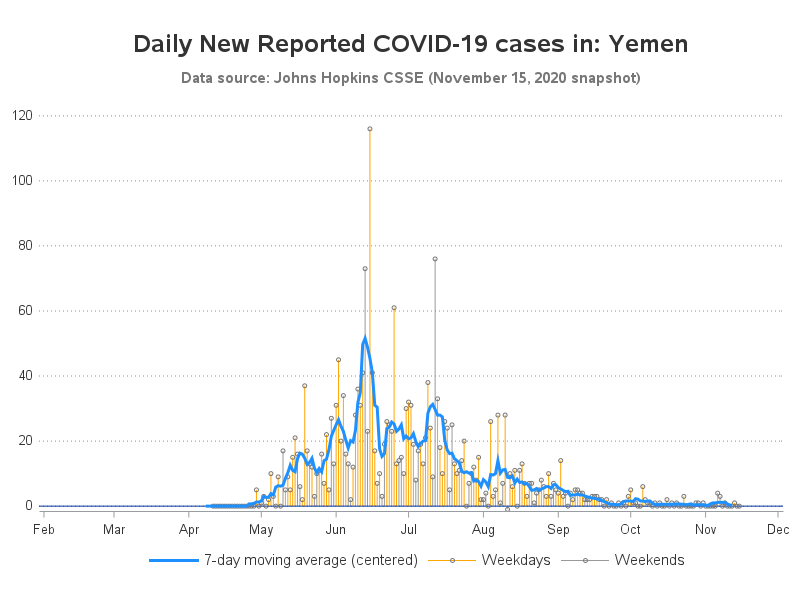 Daily New Reported COVID-19 cases in: Yemen
Data source: Johns Hopkins CSSE (November 15, 2020 snapshot)
120
100
80
60
40
20
0
Feb Mar Apr May Jun Jul Aug Sep Oct Nov Dec
7-day moving average (centered) Weekdays Weekends